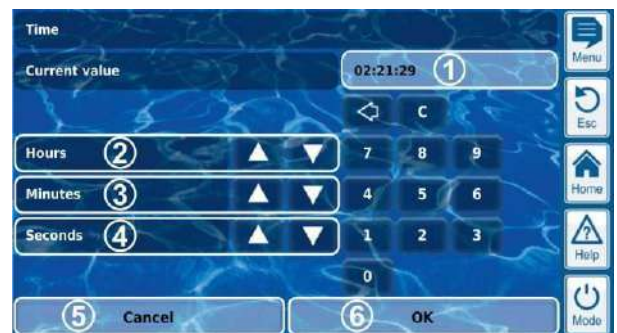 Time
Menu
Current value 02:21:29 1
C
Esc
Hours 2 7 8 9
Home
Minutes 3 4 5 6
Seconds 4 1 2 3
? Help
0
5 Cancel 6 OK
Mode